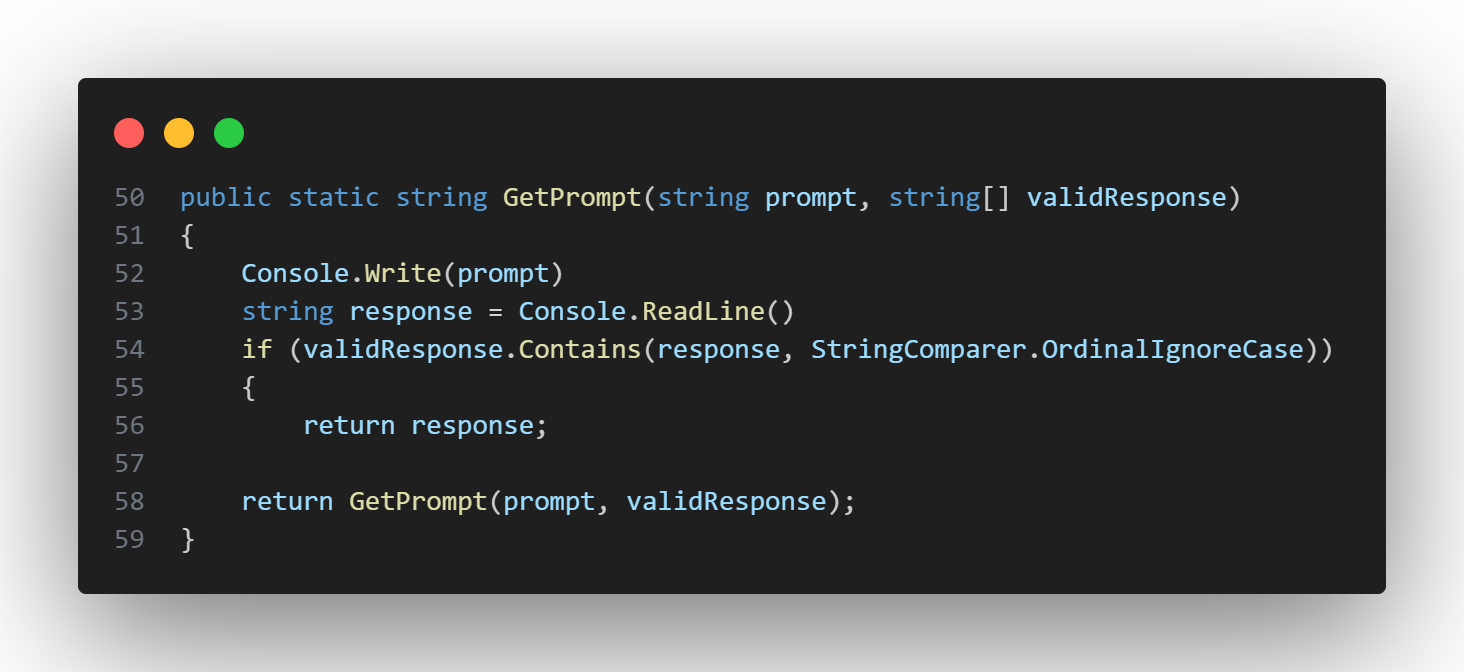 50 public static string GetPrompt(string prompt, string[] validResponse)
51 {
52     Console.Write(prompt)
53     string response = Console.ReadLine()
54     if (validResponse.Contains(response, StringComparer.OrdinalIgnoreCase))
55     {
56         return response;
57
58     return GetPrompt(prompt, validResponse);
59 }